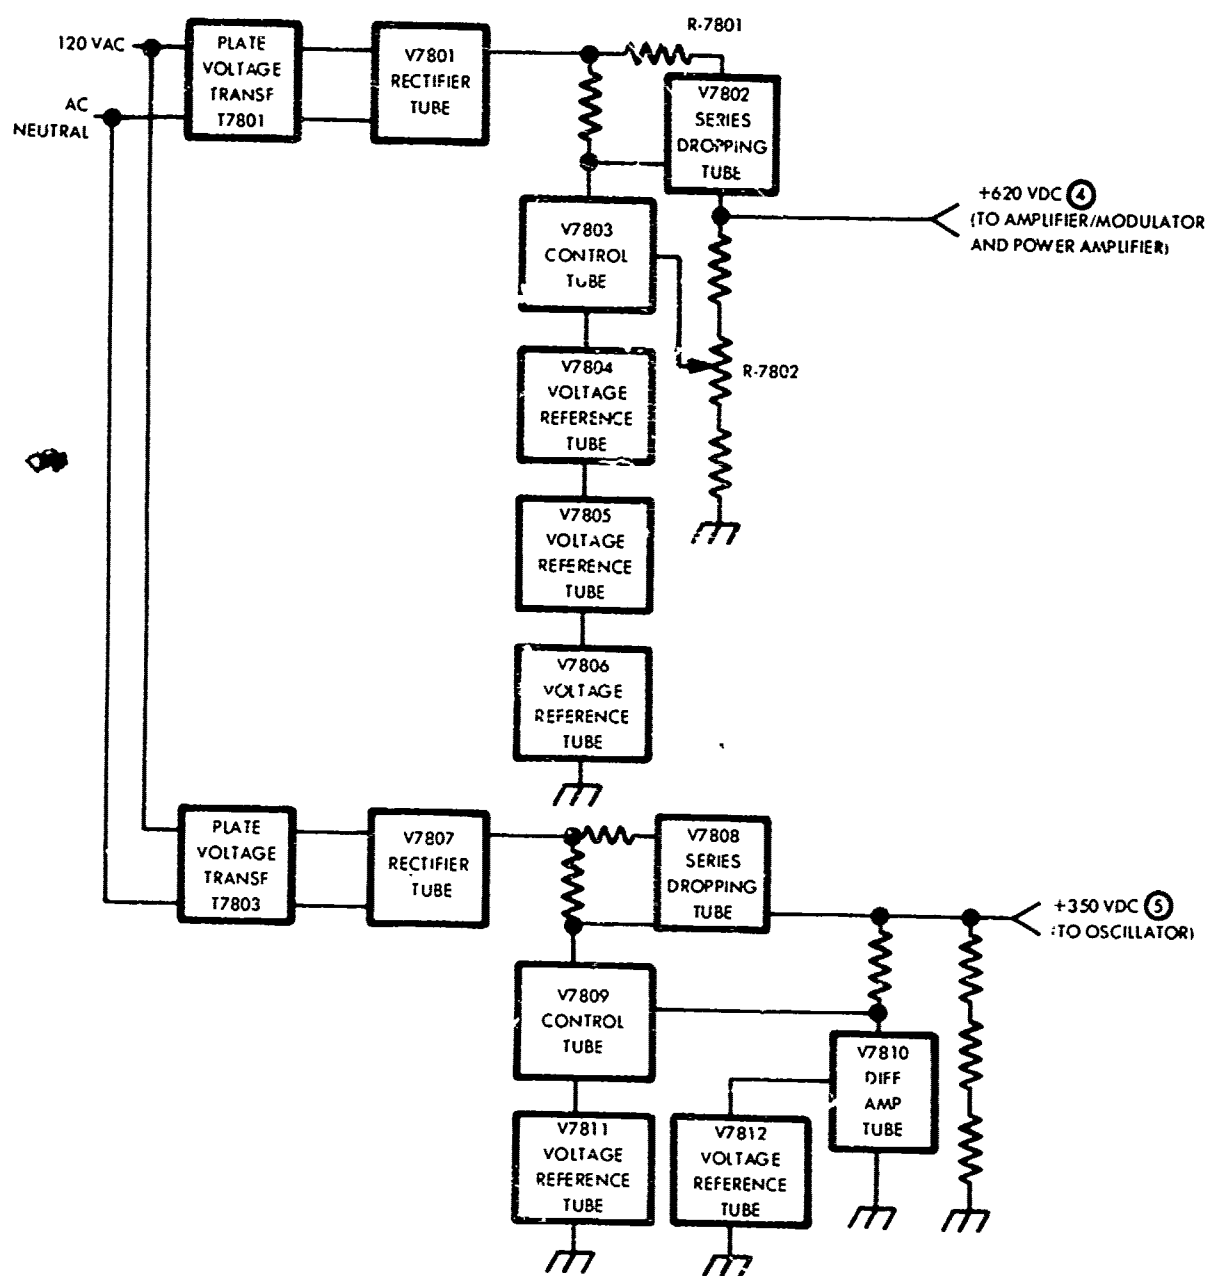 R-7801
120 VAC
PLATE
VOLTAGE
TRANSF
T7801
V7801
RECTIFIER
TUBE
V7802
SERIES
DROPPING
TUBE
AC
NEUTRAL
+620 VDC 4
(TO AMPLIFIER/MODULATOR
AND POWER AMPLIFIER)
V7803
CONTROL
TUBE
R-7802
V7804
VOLTAGE
REFERENCE
TUBE
V7805
VOLTAGE
REFERENCE
TUBE
V7806
VOLTAGE
REFERENCE
TUBE
PLATE
VOLTAGE
TRANSF
T7803
V7807
RECTIFIER
TUBE
V7808
SERIES
DROPPING
TUBE
+350 VDC 5
(TO OSCILLATOR)
V7809
CONTROL
TUBE
V7810
DIFF
AMP
TUBE
V7811
VOLTAGE
REFERENCE
TUBE
V7812
VOLTAGE
REFERENCE
TUBE